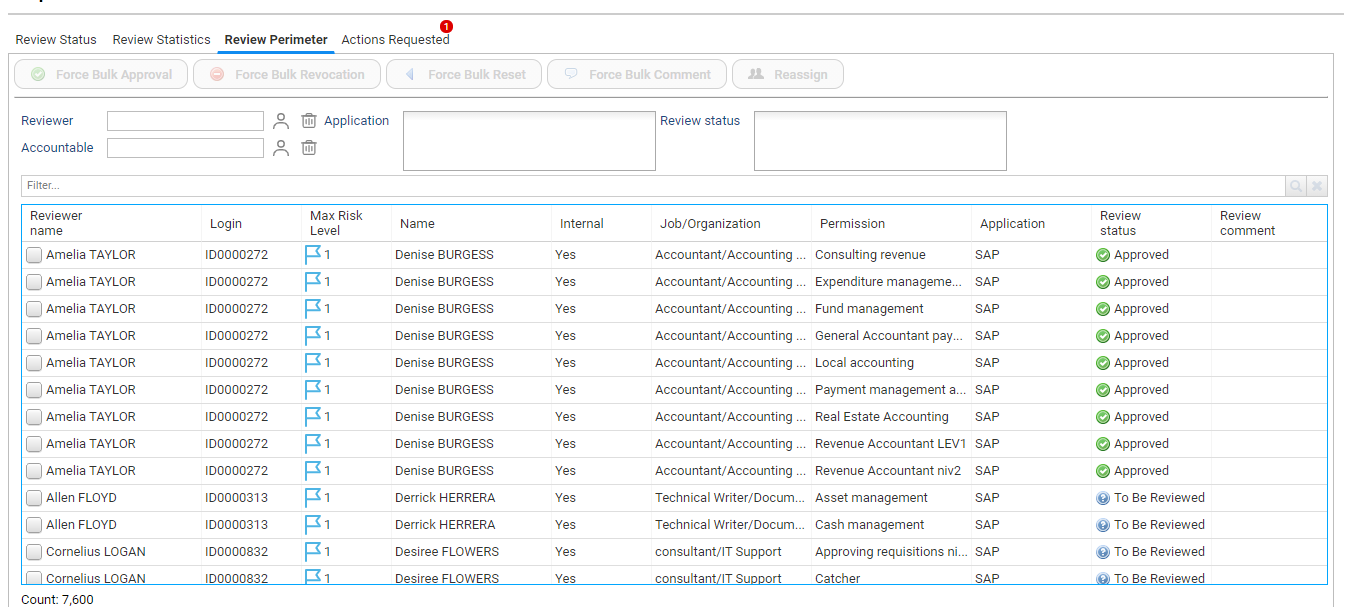 1
Review Status Review Statistics Review Perimeter Actions Requested
Force Bulk Approval Force Bulk Revocation Force Bulk Reset Force Bulk Comment Reassign
Reviewer Application Review status
Accountable
Filter...
Reviewer name Login Max Risk Level Name Internal Job/Organization Permission Application Review status Review comment
Amelia TAYLOR ID0000272 1 Denise BURGESS Yes Accountant/Accounting ... Consulting revenue SAP Approved
Amelia TAYLOR ID0000272 1 Denise BURGESS Yes Accountant/Accounting ... Expenditure manageme... SAP Approved
Amelia TAYLOR ID0000272 1 Denise BURGESS Yes Accountant/Accounting ... Fund management SAP Approved
Amelia TAYLOR ID0000272 1 Denise BURGESS Yes Accountant/Accounting ... General Accountant pay... SAP Approved
Amelia TAYLOR ID0000272 1 Denise BURGESS Yes Accountant/Accounting ... Local accounting SAP Approved
Amelia TAYLOR ID0000272 1 Denise BURGESS Yes Accountant/Accounting ... Payment management a... SAP Approved
Amelia TAYLOR ID0000272 1 Denise BURGESS Yes Accountant/Accounting ... Real Estate Accounting SAP Approved
Amelia TAYLOR ID0000272 1 Denise BURGESS Yes Accountant/Accounting ... Revenue Accountant LEV1 SAP Approved
Amelia TAYLOR ID0000272 1 Denise BURGESS Yes Accountant/Accounting ... Revenue Accountant niv2 SAP Approved
Allen FLOYD ID0000313 1 Derrick HERRERA Yes Technical Writer/Docum... Asset management SAP To Be Reviewed
Allen FLOYD ID0000313 1 Derrick HERRERA Yes Technical Writer/Docum... Cash management SAP To Be Reviewed
Cornelius LOGAN ID0000832 1 Desiree FLOWERS Yes consultant/IT Support Approving requisitions ni... SAP To Be Reviewed
Cornelius LOGAN ID0000832 1 Desiree FLOWERS Yes consultant/IT Support Catcher SAP To Be Reviewed
Count: 7,600